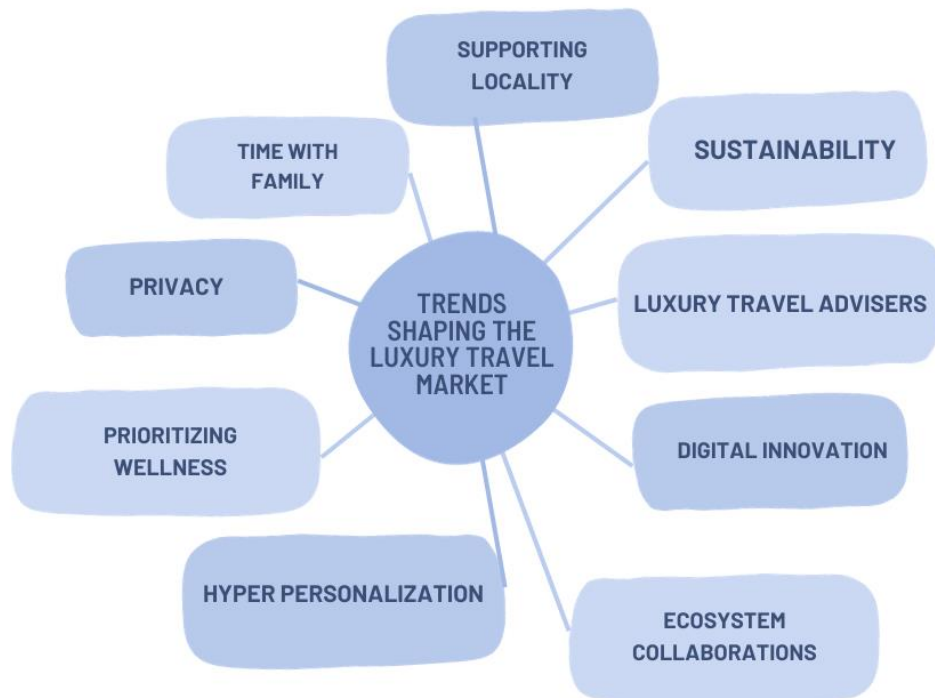 SUPPORTING
LOCALITY
SUSTAINABILITY
TIME WITH
FAMILY
PRIVACY
TRENDS
SHAPING THE
LUXURY TRAVEL
MARKET
LUXURY TRAVEL ADVISERS
PRIORITIZING
WELLNESS
DIGITAL INNOVATION
HYPER PERSONALIZATION
ECOSYSTEM
COLLABORATIONS